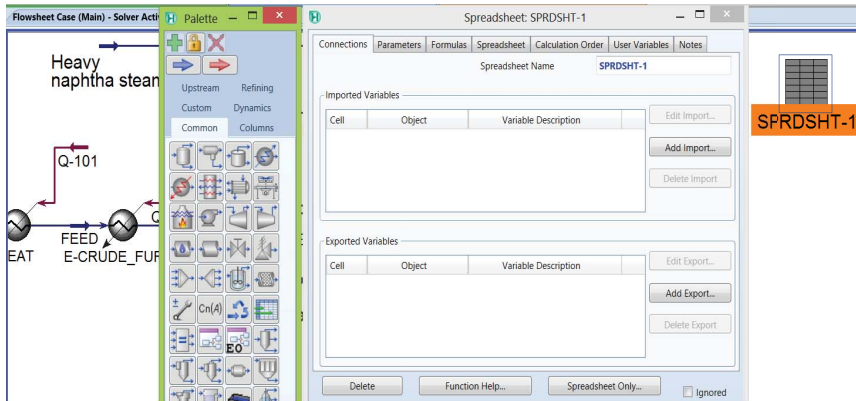 Flowsheet Case (Main) - Solver Acti
Palette
Spreadsheet: SPRDSHT-1
Connections Parameters Formulas Spreadsheet Calculation Order User Variables Notes
Spreadsheet Name SPRDSHT-1
Imported Variables
Cell Object Variable Description
Edit Import...
Add Import...
Delete Import
Exported Variables
Cell Object Variable Description
Edit Export...
Add Export...
Delete Export
Delete Function Help... Spreadsheet Only... Ignored
Upstream Refining
Custom Dynamics
Common Columns
Cn(A)
EO
Heavy
naphtha stean
Q-101
Q
FEED
EAT E-CRUDE_FUR
SPRDSHT-1